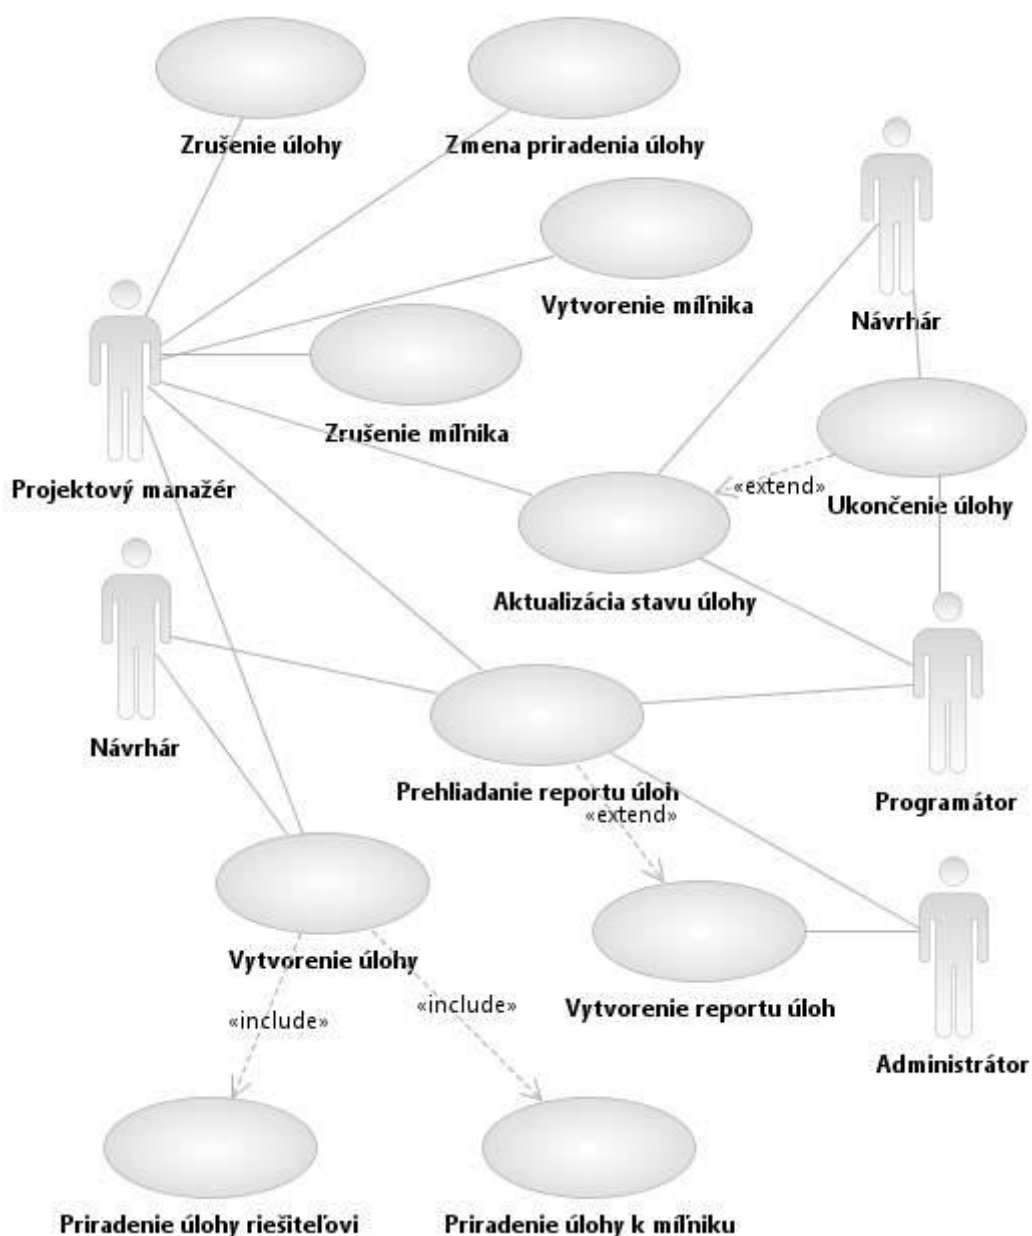 Zrušenie úlohy
Zmena priradenia úlohy
Vytvorenie míľnika
Návrhár
Zrušenie míľnika
Projektový manažér
«extend»
Ukončenie úlohy
Aktualizácia stavu úlohy
Návrhár
Prehliadanie reportu úloh
«extend»
Programátor
Vytvorenie úlohy
«include»
«include»
Vytvorenie reportu úloh
Administrátor
Priradenie úlohy riešiteľovi
Priradenie úlohy k míľniku